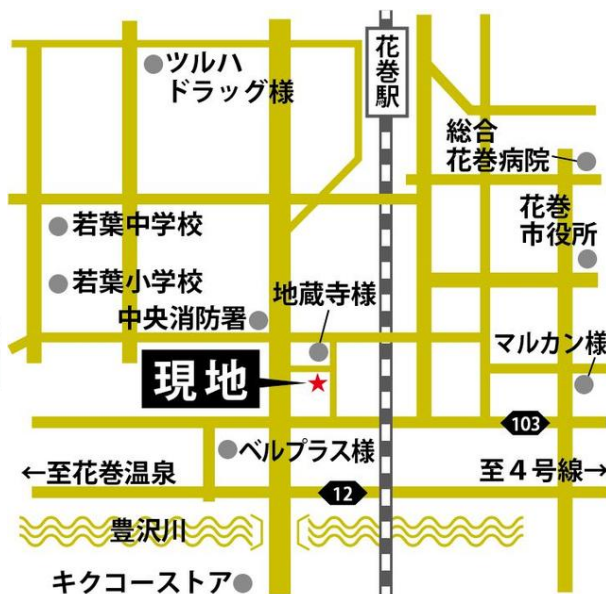 花巻駅
ツルハ
ドラッグ様
総合
花巻病院
若葉中学校
花巻
市役所
若葉小学校
地蔵寺様
中央消防署
マルカン様
現地
103
ベルプラス様
←至花巻温泉
至４号線→
12
豊沢川
キクコーストア